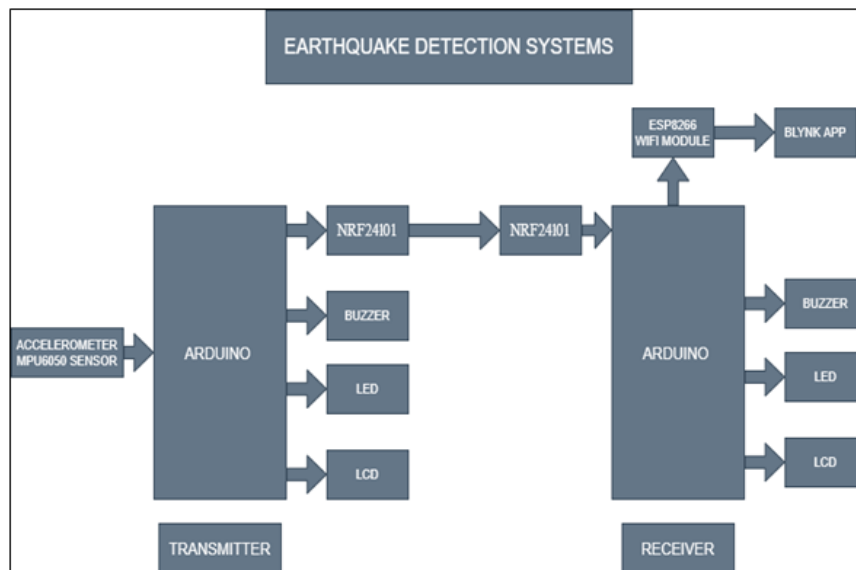 EARTHQUAKE DETECTION SYSTEMS
ESP8266
WIFI MODULE
BLYNK APP
NRF24101
NRF24101
BUZZER
BUZZER
ACCELEROMETER
MPU6050 SENSOR
ARDUINO
ARDUINO
LED
LED
LCD
LCD
TRANSMITTER
RECEIVER